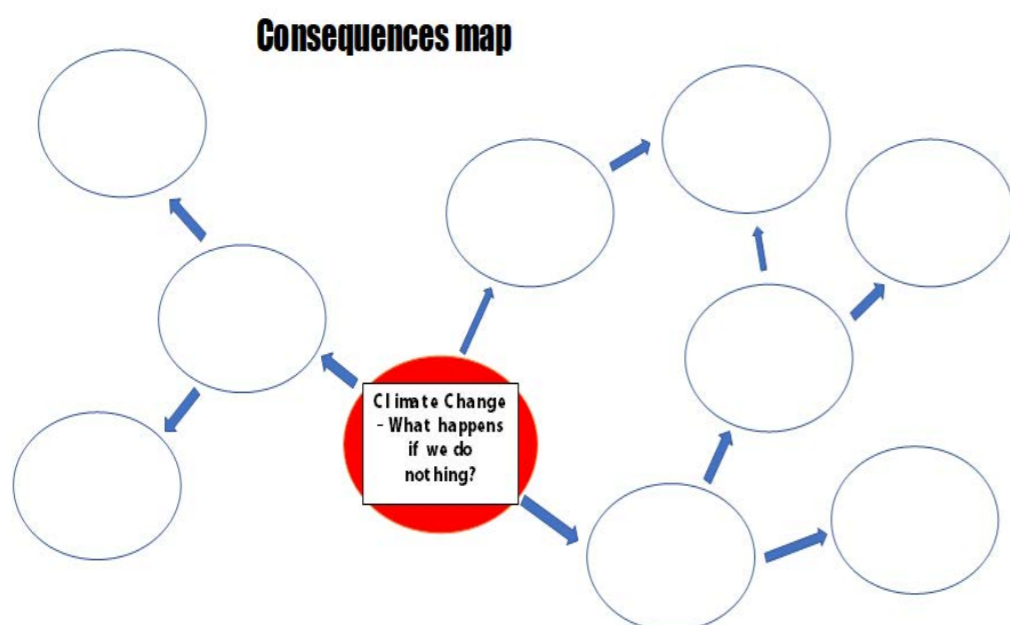 Consequences map
Climate Change
- What happens
if we do
nothing?